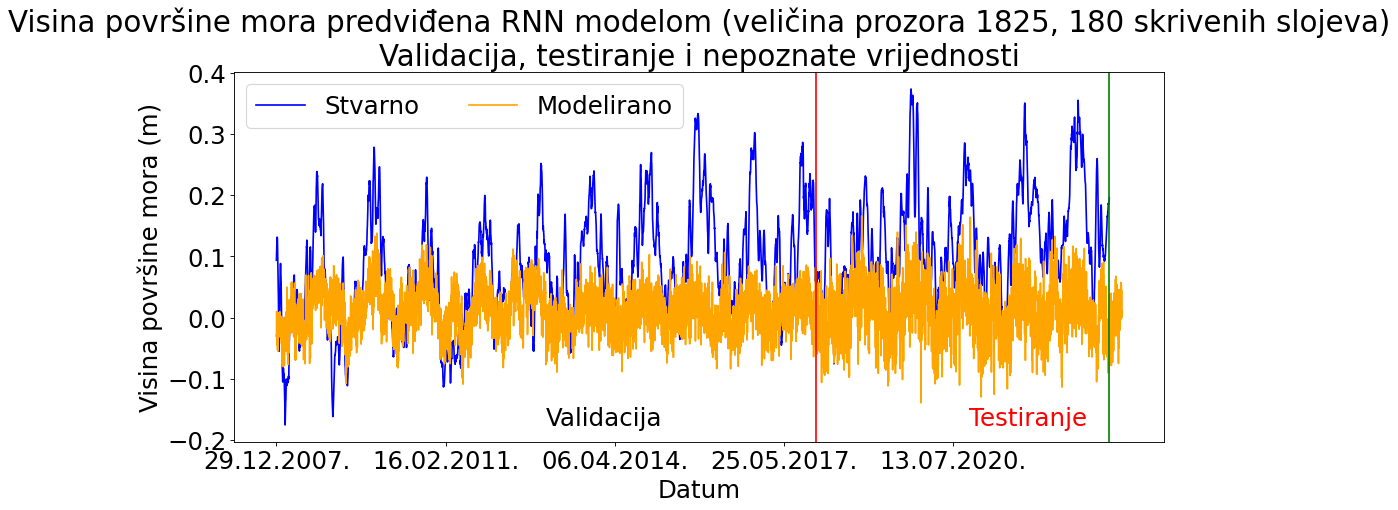 Visina površine mora predviđena RNN modelom (veličina prozora 1825, 180 skrivenih slojeva)
Validacija, testiranje i nepoznate vrijednosti
Stvarno
Modelirano
Visina površine mora (m)
0.4
0.3
0.2
0.1
0.0
−0.1
−0.2
Validacija
Testiranje
29.12.2007.
16.02.2011.
06.04.2014.
25.05.2017.
13.07.2020.
Datum